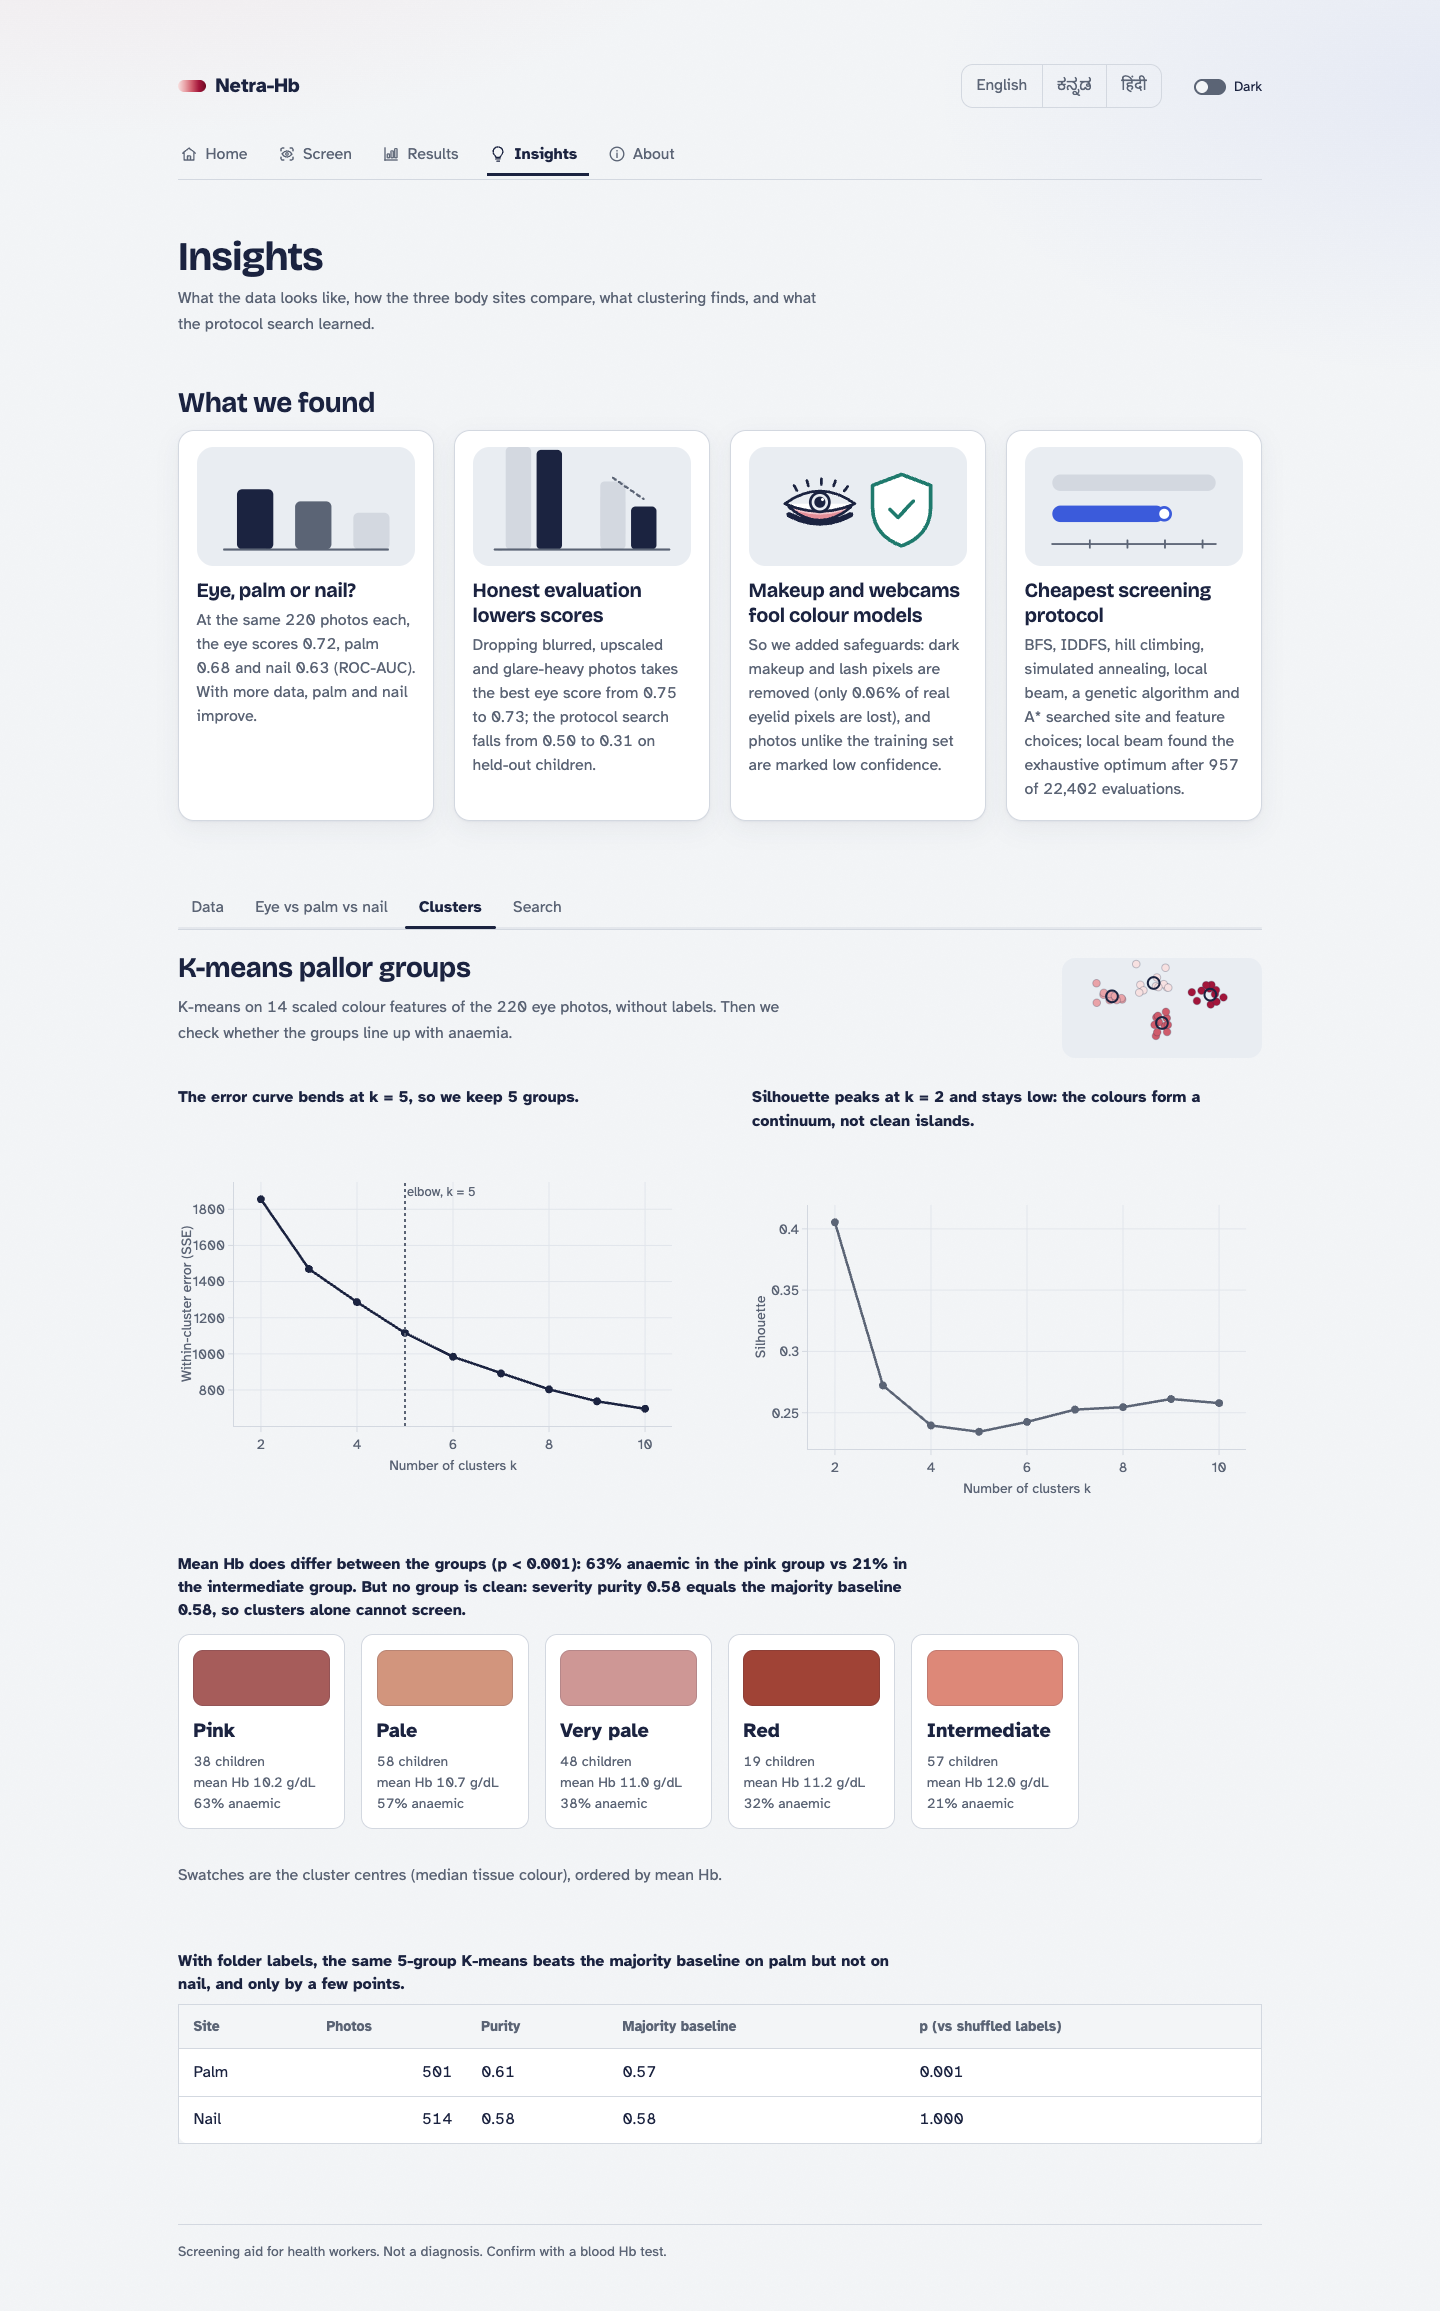 Netra-Hb
English
ಕನ್ನಡ
हिंदी
Dark
Home
Screen
Results
Insights
About
Insights
What the data looks like, how the three body sites compare, what clustering finds, and what
the protocol search learned.
What we found
Eye, palm or nail?
At the same 220 photos each,
the eye scores 0.72, palm
0.68 and nail 0.63 (ROC-AUC).
With more data, palm and nail
improve.
Honest evaluation
lowers scores
Dropping blurred, upscaled
and glare-heavy photos takes
the best eye score from 0.75
to 0.73; the protocol search
falls from 0.50 to 0.31 on
held-out children.
Makeup and webcams
fool colour models
So we added safeguards: dark
makeup and lash pixels are
removed (only 0.06% of real
eyelid pixels are lost), and
photos unlike the training set
are marked low confidence.
Cheapest screening
protocol
BFS, IDDFS, hill climbing,
simulated annealing, local
beam, a genetic algorithm and
A* searched site and feature
choices; local beam found the
exhaustive optimum after 957
of 22,402 evaluations.
Data
Eye vs palm vs nail
Clusters
Search
K-means pallor groups
K-means on 14 scaled colour features of the 220 eye photos, without labels. Then we
check whether the groups line up with anaemia.
The error curve bends at k = 5, so we keep 5 groups.
elbow, k = 5
1800
1600
1400
1200
1000
800
Within-cluster error (SSE)
2
4
6
8
10
Number of clusters k
Silhouette peaks at k = 2 and stays low: the colours form a
continuum, not clean islands.
0.4
0.35
0.3
0.25
Silhouette
2
4
6
8
10
Number of clusters k
Mean Hb does differ between the groups (p < 0.001): 63% anaemic in the pink group vs 21% in
the intermediate group. But no group is clean: severity purity 0.58 equals the majority baseline
0.58, so clusters alone cannot screen.
Pink
38 children
mean Hb 10.2 g/dL
63% anaemic
Pale
58 children
mean Hb 10.7 g/dL
57% anaemic
Very pale
48 children
mean Hb 11.0 g/dL
38% anaemic
Red
19 children
mean Hb 11.2 g/dL
32% anaemic
Intermediate
57 children
mean Hb 12.0 g/dL
21% anaemic
Swatches are the cluster centres (median tissue colour), ordered by mean Hb.
With folder labels, the same 5-group K-means beats the majority baseline on palm but not on
nail, and only by a few points.
Site Photos Purity Majority baseline p (vs shuffled labels)
Palm 501 0.61 0.57 0.001
Nail 514 0.58 0.58 1.000
Screening aid for health workers. Not a diagnosis. Confirm with a blood Hb test.